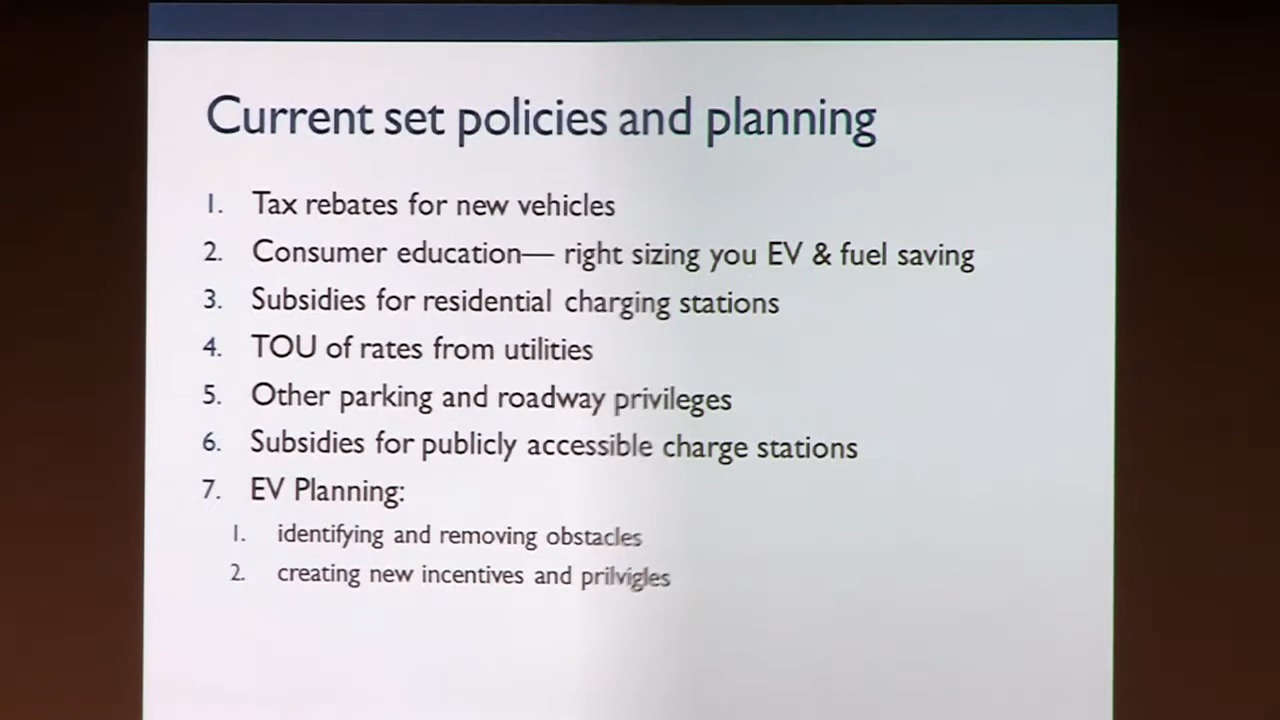 Current set policies and planning
1. Tax rebates for new vehicles
2. Consumer education— right sizing you EV & fuel saving
3. Subsidies for residential charging stations
4. TOU of rates from utilities
5. Other parking and roadway privileges
6. Subsidies for publicly accessible charge stations
7. EV Planning:
1. identifying and removing obstacles
2. creating new incentives and prilvigles